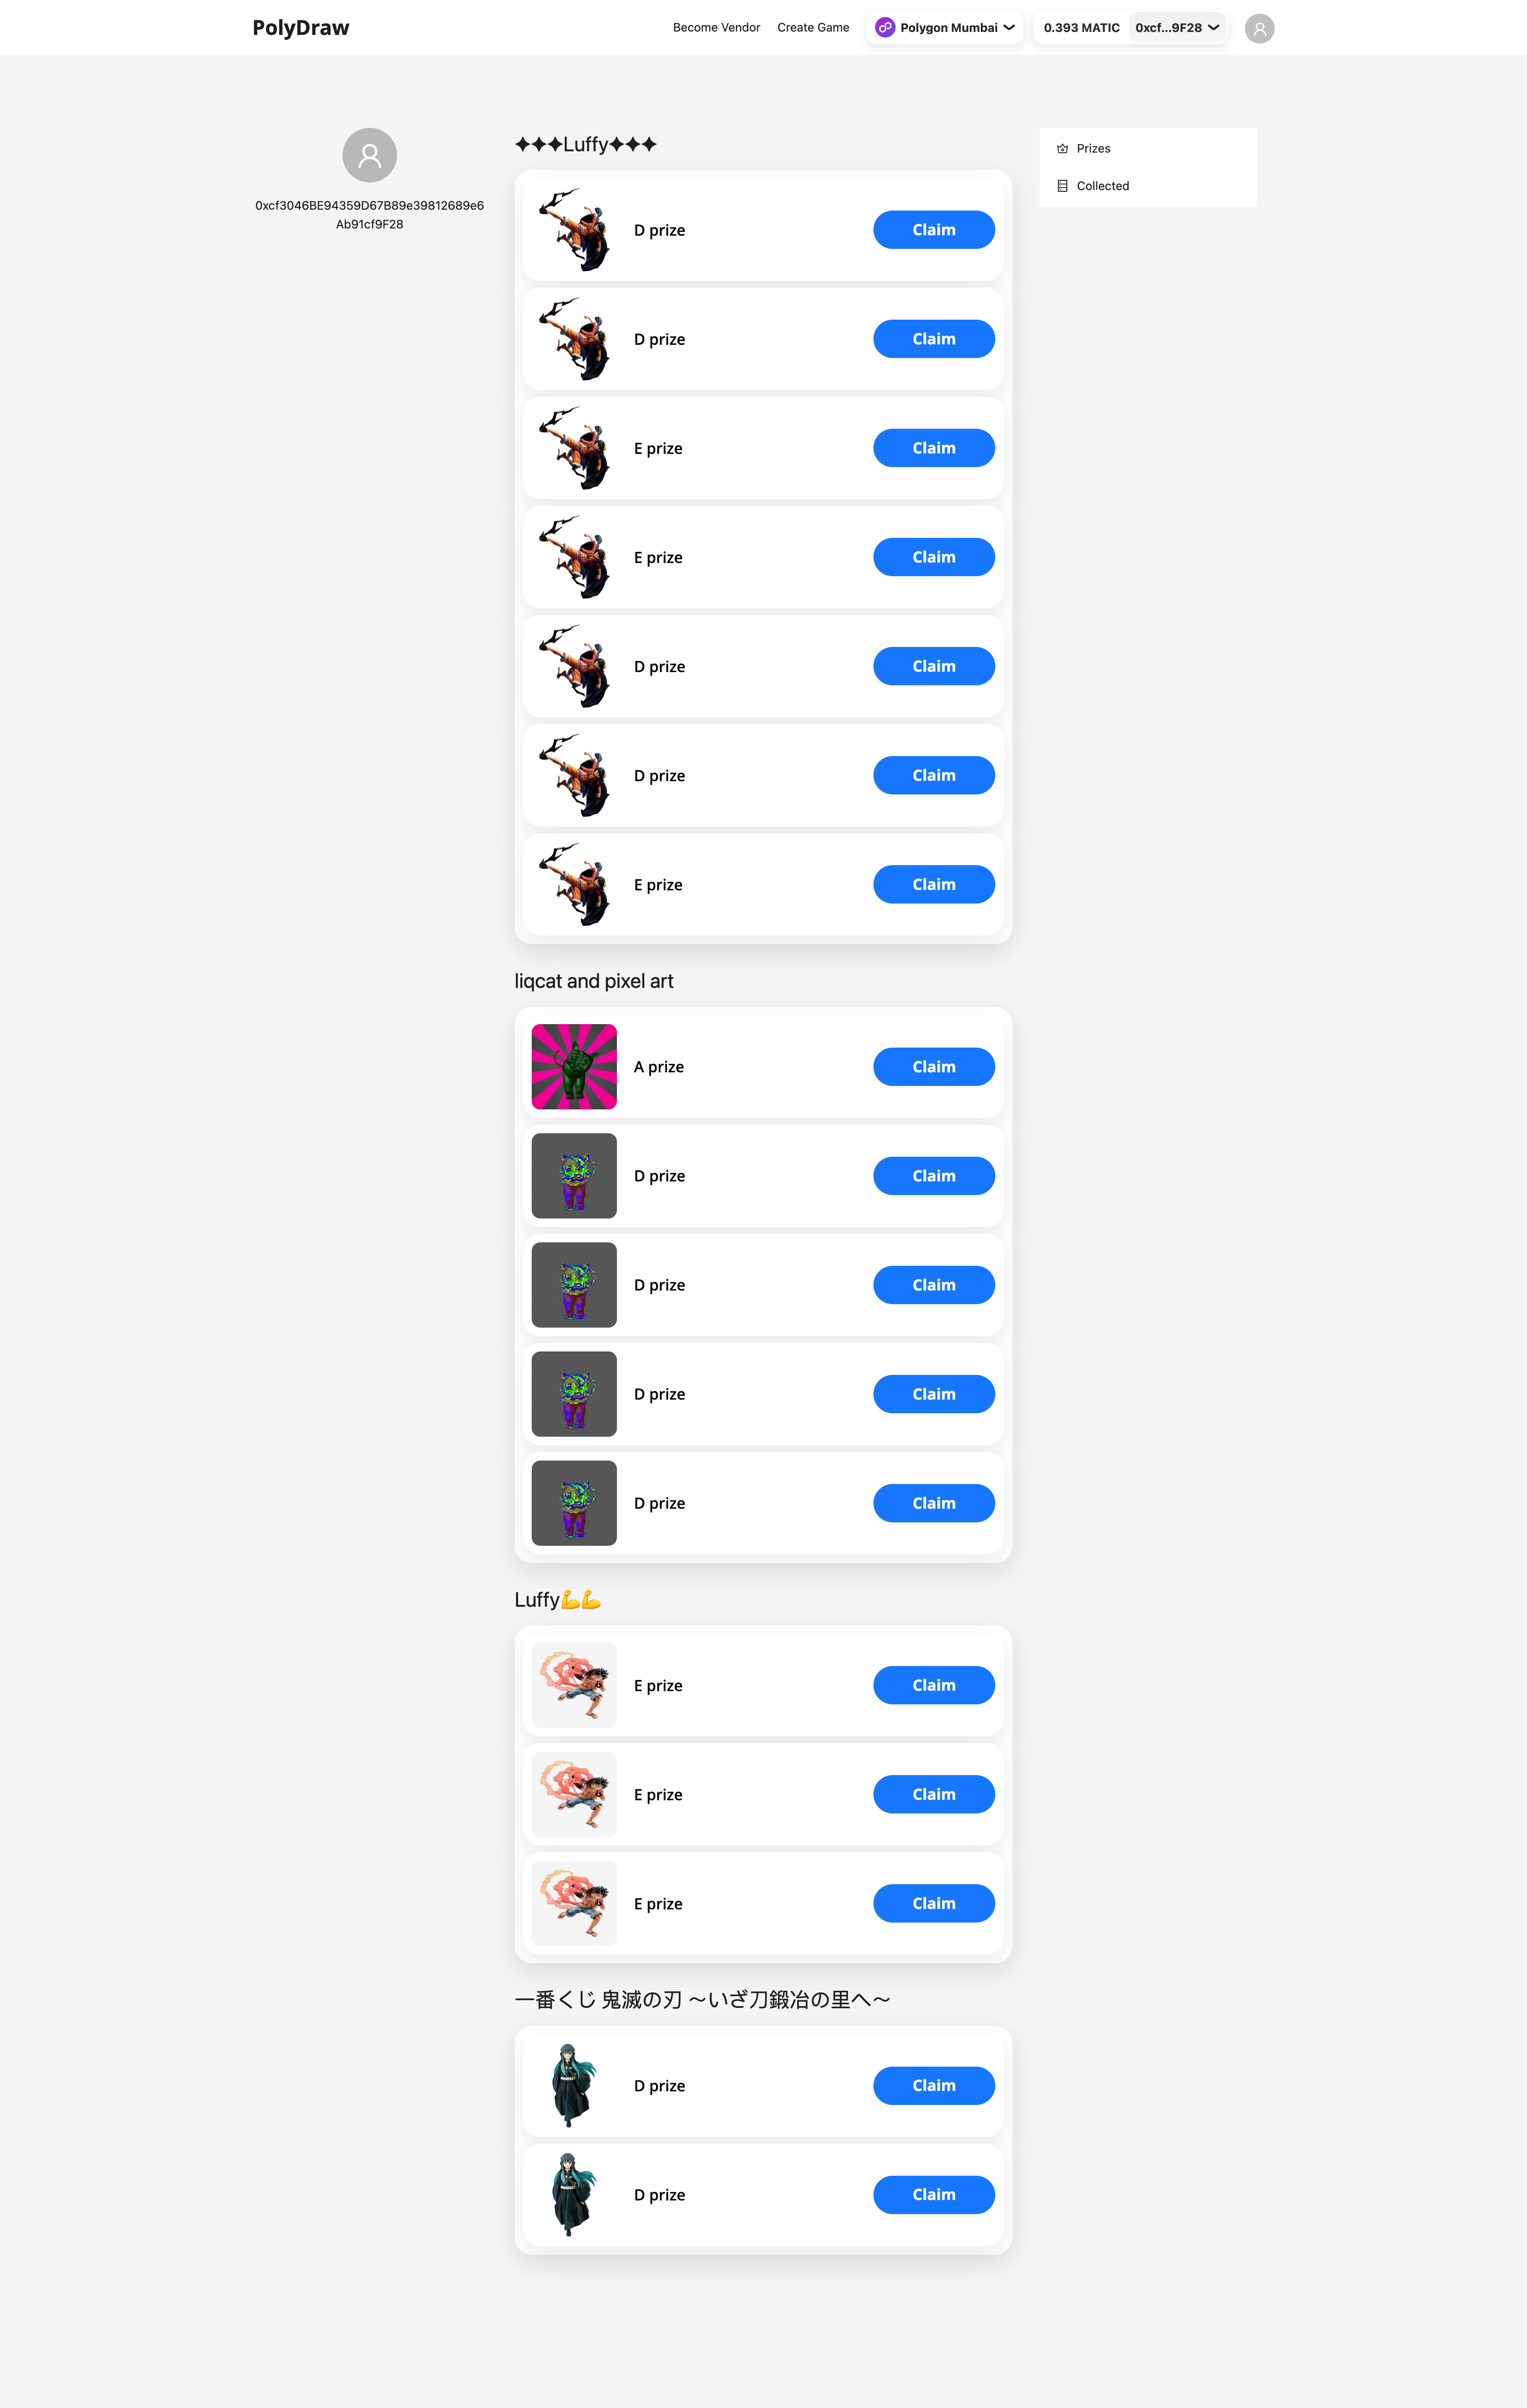 PolyDraw
Become Vendor
Create Game
Polygon Mumbai
0.393 MATIC
0xcf...9F28
0xcf3046BE94359D67B89e39812689e6
Ab91cf9F28
✦✦✦Luffy✦✦✦
D prize
Claim
D prize
Claim
E prize
Claim
E prize
Claim
D prize
Claim
D prize
Claim
E prize
Claim
liqcat and pixel art
A prize
Claim
D prize
Claim
D prize
Claim
D prize
Claim
D prize
Claim
Luffy💪💪
E prize
Claim
E prize
Claim
E prize
Claim
一番くじ 鬼滅の刃 ～いざ刀鍛冶の里へ～
D prize
Claim
D prize
Claim
Prizes
Collected